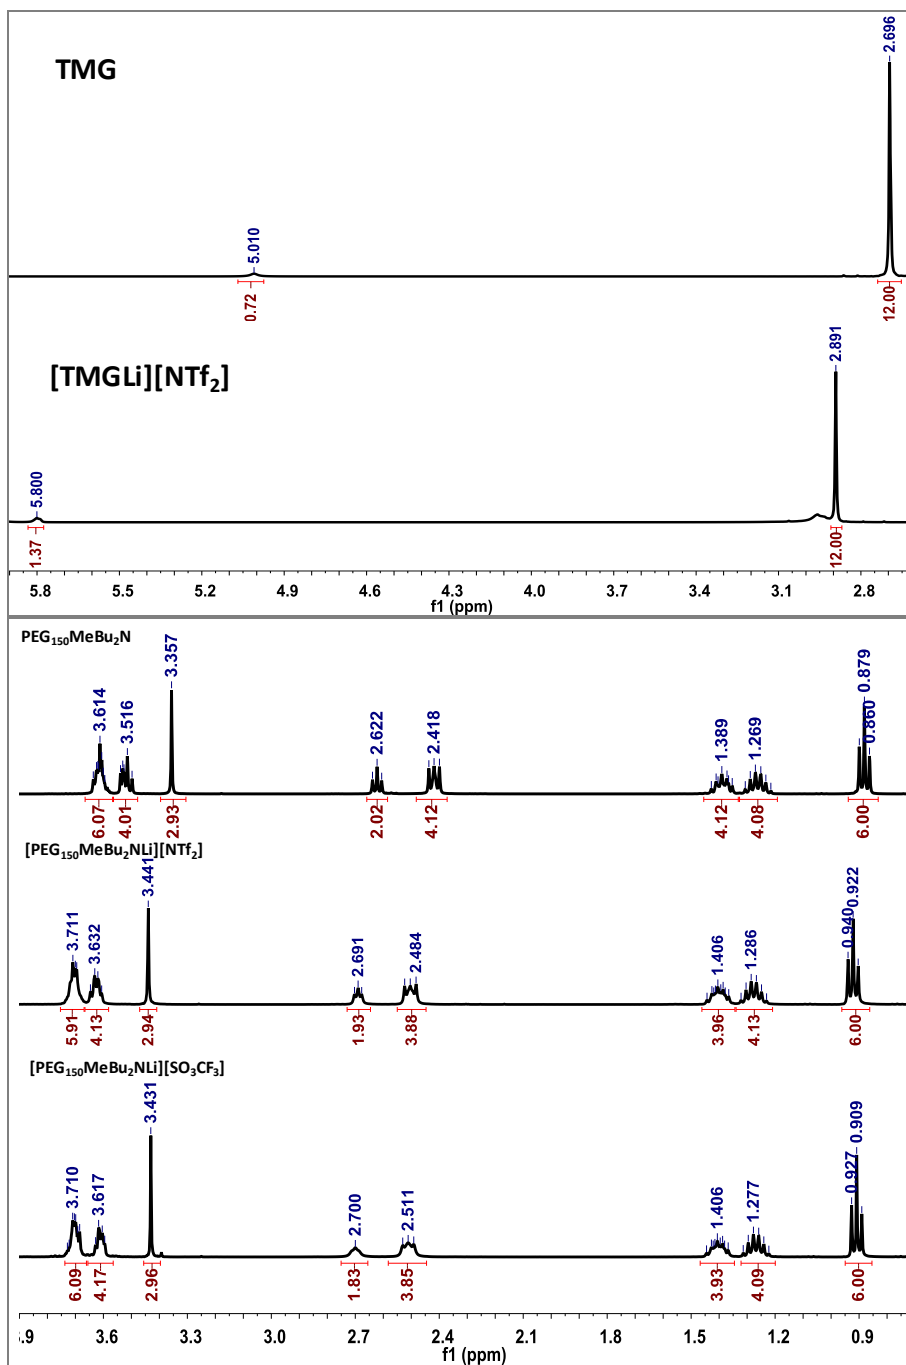 TMG
2.696
5.010
0.72
12.00
[TMGLi][NTf₂]
2.891
5.800
1.37
12.00
5.8 5.5 5.2 4.9 4.6 4.3 4.0 3.7 3.4 3.1 2.8
f1 (ppm)
PEG₁₅₀MeBu₂N
3.614 3.516 3.357 2.622 2.418 1.389 1.269 0.879 0.860
6.07 4.01 2.93 2.02 4.12 4.12 4.08 6.00
[PEG₁₅₀MeBu₂NLi][NTf₂]
3.711 3.632 3.441 2.691 2.484 1.406 1.286 0.940 0.922
5.91 4.13 2.94 1.93 3.88 3.96 4.13 6.00
[PEG₁₅₀MeBu₂NLi][SO₃CF₃]
3.710 3.617 3.431 2.700 2.511 1.406 1.277 0.927 0.909
6.09 4.17 2.96 1.83 3.85 3.93 4.09 6.00
.9 3.6 3.3 3.0 2.7 2.4 2.1 1.8 1.5 1.2 0.9
f1 (ppm)